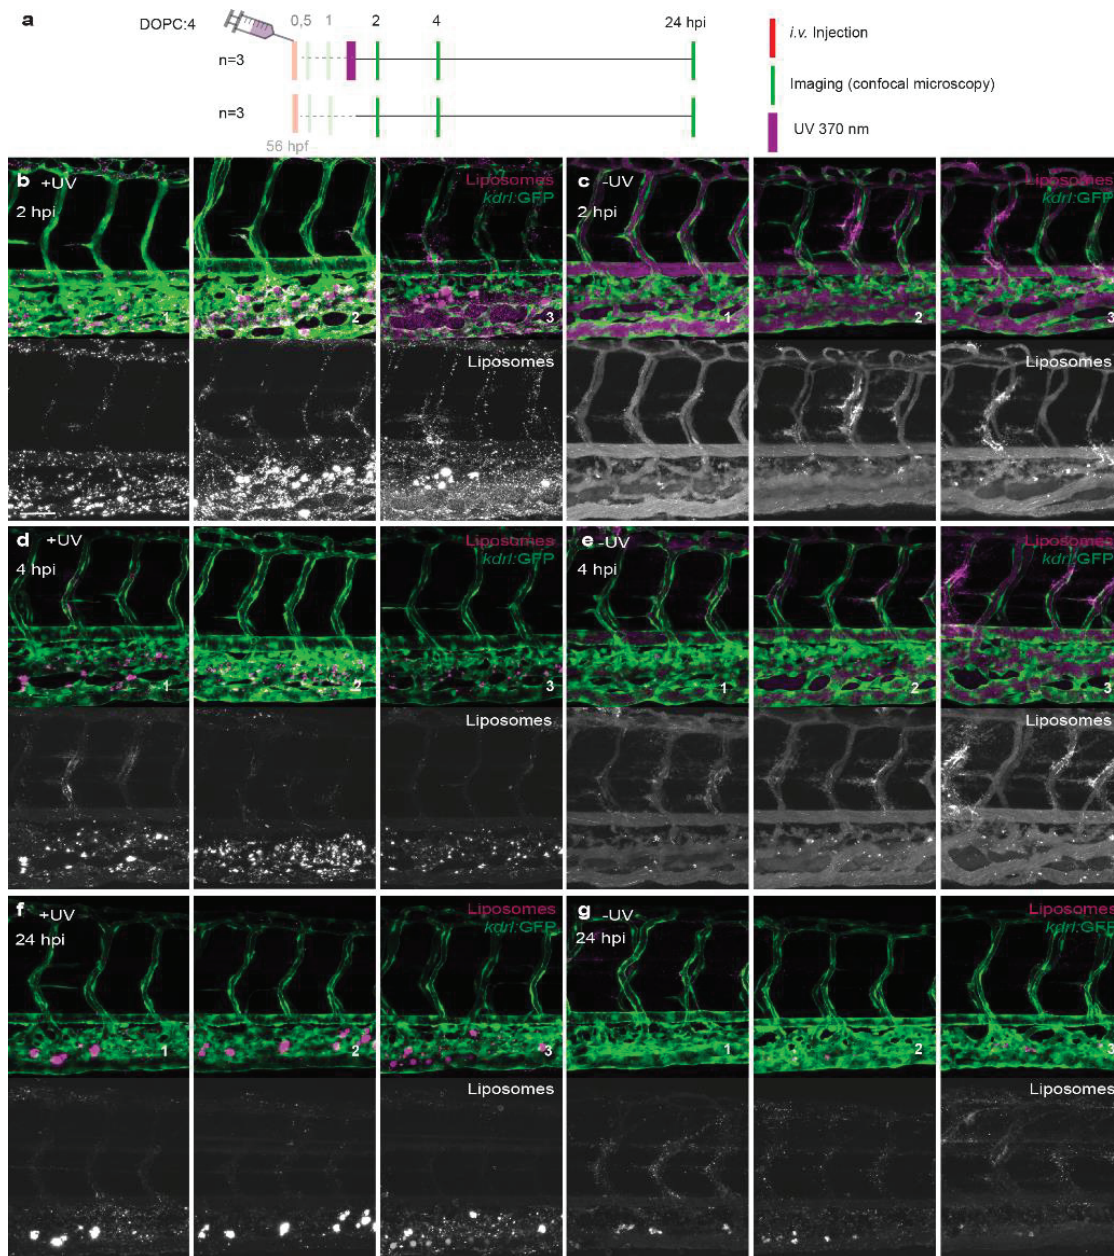 a
DOPC:4
0,5
1
2
4
24 hpi
n=3
n=3
56 hpf
i.v. Injection
Imaging (confocal microscopy)
UV 370 nm
b
+UV
2 hpi
Liposomes
kdrl:GFP
1
2
3
Liposomes
c
-UV
2 hpi
Liposomes
kdrl:GFP
1
2
3
Liposomes
d
+UV
4 hpi
Liposomes
kdrl:GFP
1
2
3
Liposomes
e
-UV
4 hpi
Liposomes
kdrl:GFP
1
2
3
Liposomes
f
+UV
24 hpi
Liposomes
kdrl:GFP
1
2
3
Liposomes
g
-UV
24 hpi
Liposomes
kdrl:GFP
1
2
3
Liposomes